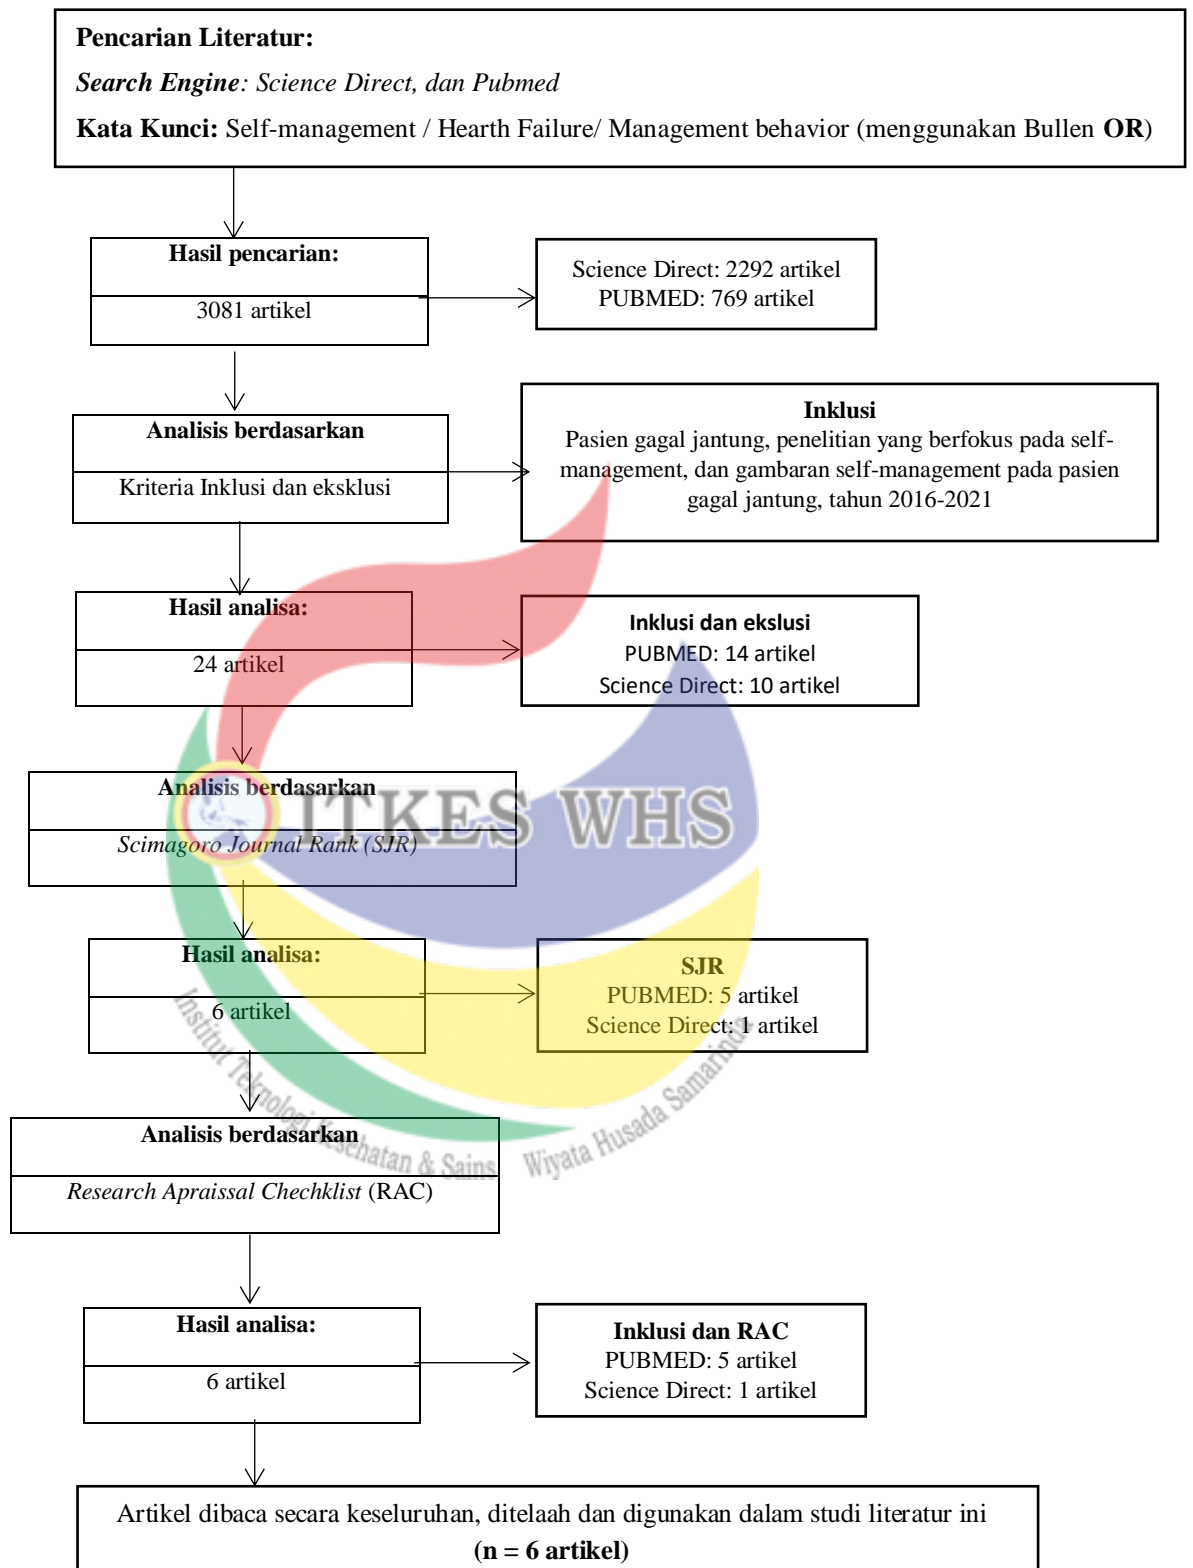 Pencarian Literatur:
Search Engine: Science Direct, dan Pubmed
Kata Kunci: Self-management / Hearth Failure/ Management behavior (menggunakan Bullen OR)
Hasil pencarian:
3081 artikel
Science Direct: 2292 artikel
PUBMED: 769 artikel
Analisis berdasarkan
Kriteria Inklusi dan eksklusi
Inklusi
Pasien gagal jantung, penelitian yang berfokus pada self-
management, dan gambaran self-management pada pasien
gagal jantung, tahun 2016-2021
Hasil analisa:
24 artikel
Inklusi dan ekslusi
PUBMED: 14 artikel
Science Direct: 10 artikel
Analisis berdasarkan
Scimagoro Journal Rank (SJR)
ITKES WHS
Hasil analisa:
6 artikel
SJR
PUBMED: 5 artikel
Science Direct: 1 artikel
Institut Teknologi Kesehatan & Sains Wiyata Husada Samarinda
Analisis berdasarkan
Research Apraissal Chechklist (RAC)
Hasil analisa:
6 artikel
Inklusi dan RAC
PUBMED: 5 artikel
Science Direct: 1 artikel
Artikel dibaca secara keseluruhan, ditelaah dan digunakan dalam studi literatur ini
(n = 6 artikel)